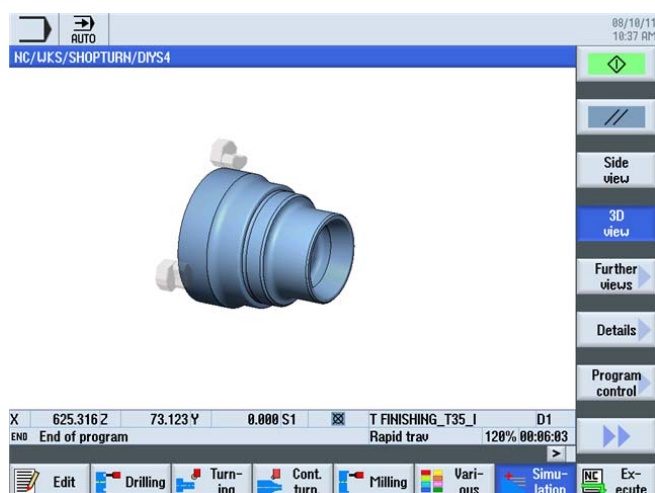 AUTO
08/10/11
10:37 AM
NC/WKS/SHOPTURN/DIYS4
Side
view
3D
view
Further
views
Details
Program
control
X 625.316 Z 73.123 Y 0.000 S1 T FINISHING_T35_I D1
END End of program Rapid trav 120% 00:06:03
>
Edit
Drilling
Turn-
ing
Cont.
turn.
Milling
Vari-
ous
Simu-
lation
NC Ex-
ecute